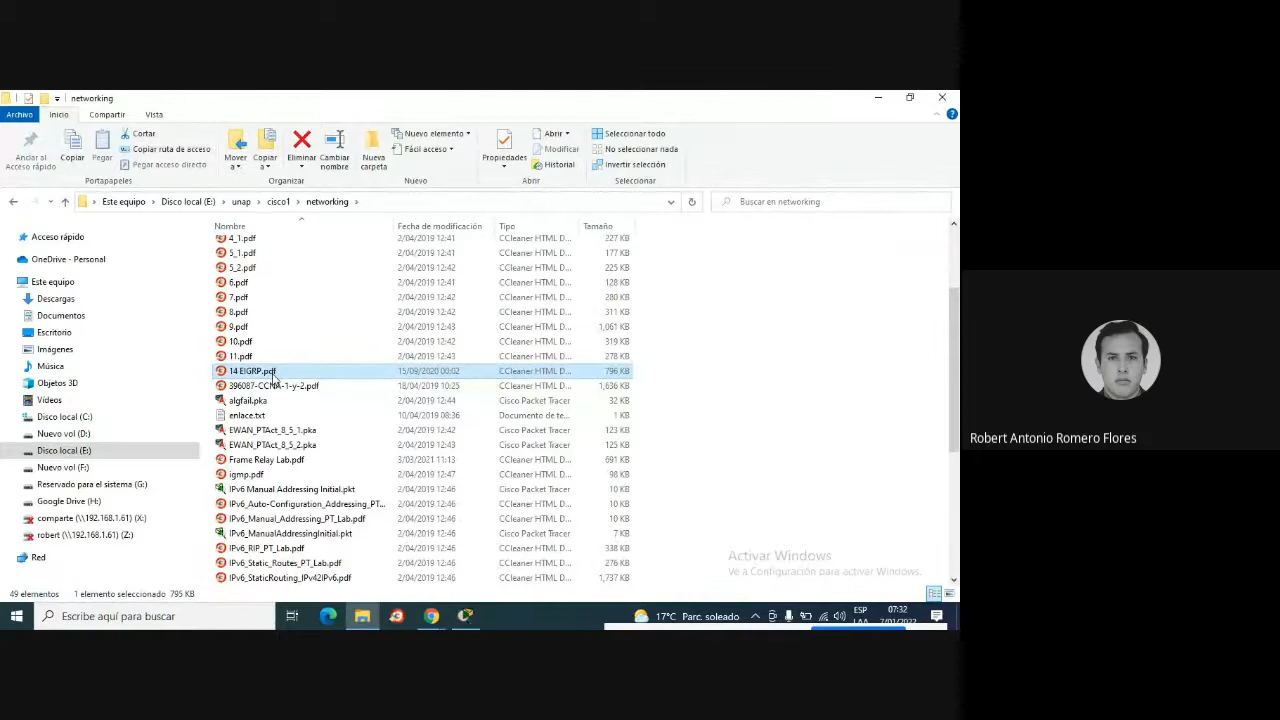 networking
Archivo Inicio Compartir Vista
Anclar al Acceso rápido
Copiar
Pegar
Cortar
Copiar ruta de acceso
Pegar acceso directo
Portapapeles
Mover a
Copiar a
Eliminar
Cambiar nombre
Organizar
Nueva carpeta
Nuevo elemento
Fácil acceso
Nuevo
Propiedades
Abrir
Modificar
Historial
Abrir
Seleccionar todo
No seleccionar nada
Invertir selección
Seleccionar
Este equipo > Disco local (E:) > unap > cisco1 > networking >
Buscar en networking
Acceso rápido
OneDrive - Personal
Este equipo
Descargas
Documentos
Escritorio
Imágenes
Música
Objetos 3D
Vídeos
Disco local (C:)
Nuevo vol (D:)
Disco local (E:)
Nuevo vol (F:)
Reservado para el sistema (G:)
Google Drive (H:)
comparte (\\192.168.1.61) (X:)
robert (\\192.168.1.61) (Z:)
Red
Nombre Fecha de modificación Tipo Tamaño
4_1.pdf 2/04/2019 12:41 CCleaner HTML D... 227 KB
5_1.pdf 2/04/2019 12:41 CCleaner HTML D... 177 KB
5_2.pdf 2/04/2019 12:42 CCleaner HTML D... 225 KB
6.pdf 2/04/2019 12:41 CCleaner HTML D... 128 KB
7.pdf 2/04/2019 12:42 CCleaner HTML D... 280 KB
8.pdf 2/04/2019 12:42 CCleaner HTML D... 311 KB
9.pdf 2/04/2019 12:43 CCleaner HTML D... 1,061 KB
10.pdf 2/04/2019 12:42 CCleaner HTML D... 319 KB
11.pdf 2/04/2019 12:43 CCleaner HTML D... 278 KB
14 EIGRP.pdf 15/09/2020 00:02 CCleaner HTML D... 796 KB
396087-CCNA-1-y-2.pdf 18/04/2019 10:25 CCleaner HTML D... 1,636 KB
algfail.pka 2/04/2019 12:44 Cisco Packet Tracer 32 KB
enlace.txt 10/04/2019 08:36 Documento de te... 1 KB
EWAN_PTAct_8_5_1.pka 2/04/2019 12:42 Cisco Packet Tracer 123 KB
EWAN_PTAct_8_5_2.pka 2/04/2019 12:43 Cisco Packet Tracer 125 KB
Frame Relay Lab.pdf 3/03/2021 11:13 CCleaner HTML D... 691 KB
igmp.pdf 2/04/2019 12:47 CCleaner HTML D... 98 KB
IPv6 Manual Addressing Initial.pkt 2/04/2019 12:46 Cisco Packet Tracer 10 KB
IPv6_Auto-Configuration_Addressing_PT... 2/04/2019 12:46 CCleaner HTML D... 10 KB
IPv6_Manual_Addressing_PT_Lab.pdf 2/04/2019 12:46 CCleaner HTML D... 10 KB
IPv6_ManualAddressingInitial.pkt 2/04/2019 12:46 Cisco Packet Tracer 7 KB
IPv6_RIP_PT_Lab.pdf 2/04/2019 12:46 CCleaner HTML D... 338 KB
IPv6_Static_Routes_PT_Lab.pdf 2/04/2019 12:46 CCleaner HTML D... 276 KB
IPv6_StaticRouting_IPv42IPv6.pdf 2/04/2019 12:46 CCleaner HTML D... 1,737 KB
Activar Windows
Ve a Configuración para activar Windows.
49 elementos 1 elemento seleccionado 795 KB
Escribe aquí para buscar
17°C Parc. soleado
ESP
LAA
07:32
7/01/2022
Robert Antonio Romero Flores